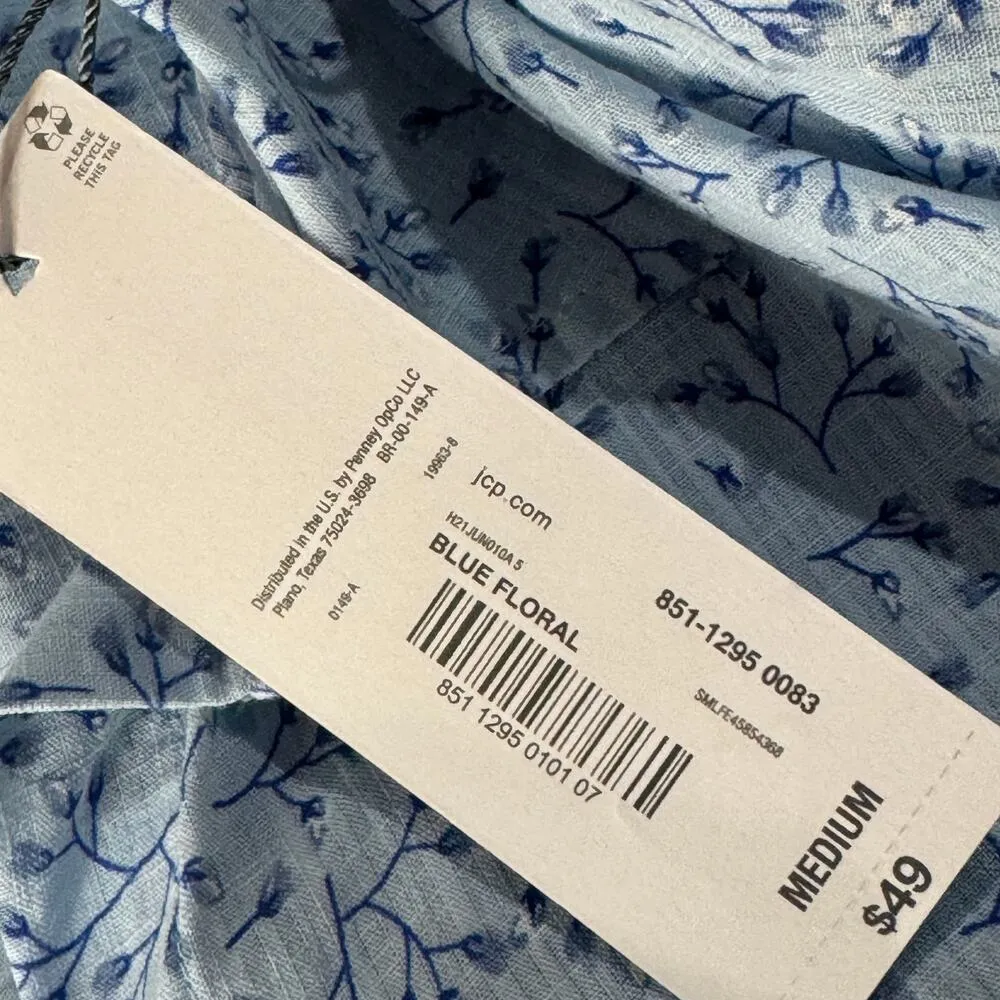 PLEASE
RECYCLE
THIS TAG
Distributed in the U.S. by Penney OpCo LLC
Plano, Texas 75024-3698 BR-00-149-A
0149-A
19963-6
jcp.com
H21JUN010A 5
BLUE FLORAL
851 1295 0101 07
851-1295 0083
SMLFE45854368
MEDIUM
$49